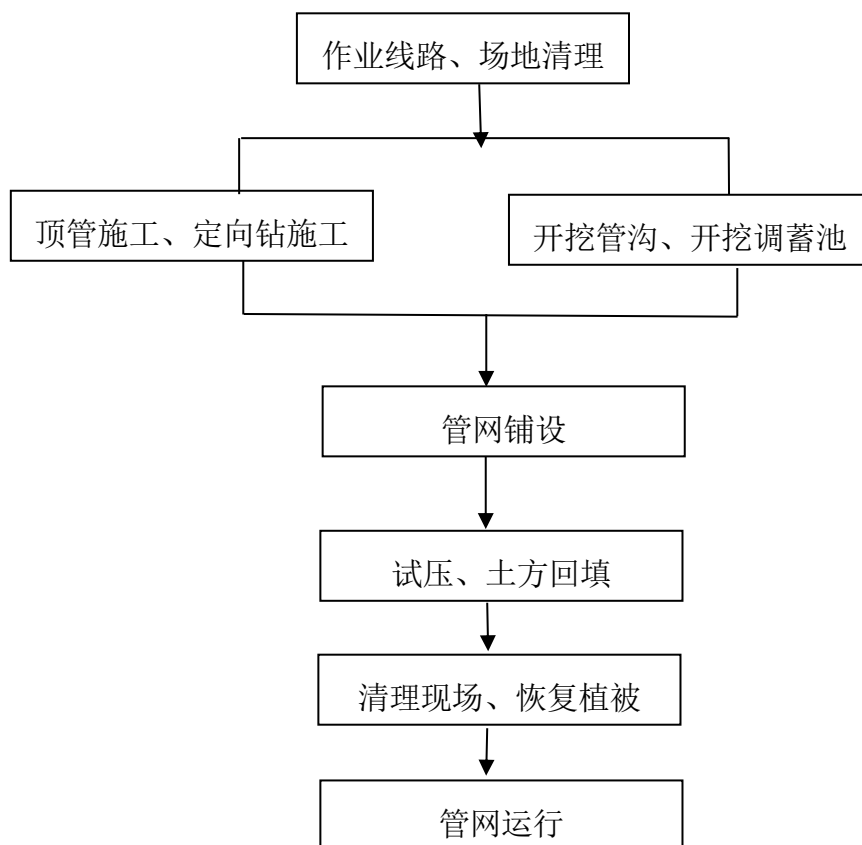 作业线路、场地清理
顶管施工、定向钻施工
开挖管沟、开挖调蓄池
管网铺设
试压、土方回填
清理现场、恢复植被
管网运行